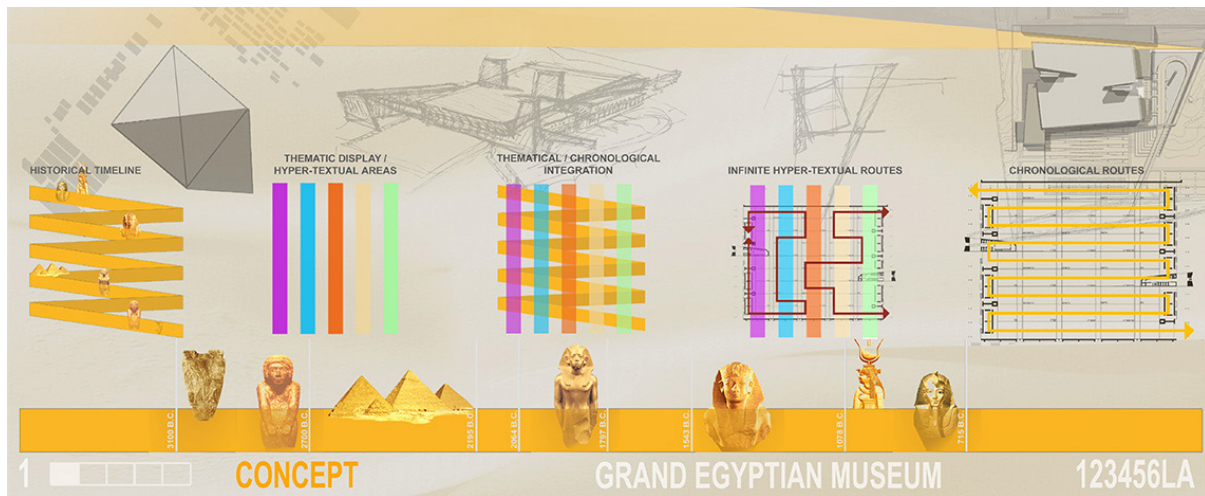 HISTORICAL TIMELINE
THEMATIC DISPLAY /
HYPER-TEXTUAL AREAS
THEMATICAL / CHRONOLOGICAL
INTEGRATION
INFINITE HYPER-TEXTUAL ROUTES
CHRONOLOGICAL ROUTES
3100 B.C.
2700 B.C.
2195 B.C.
2064 B.C.
1797 B.C.
1543 B.C.
1078 B.C.
715 B.C.
1
CONCEPT
GRAND EGYPTIAN MUSEUM
123456LA